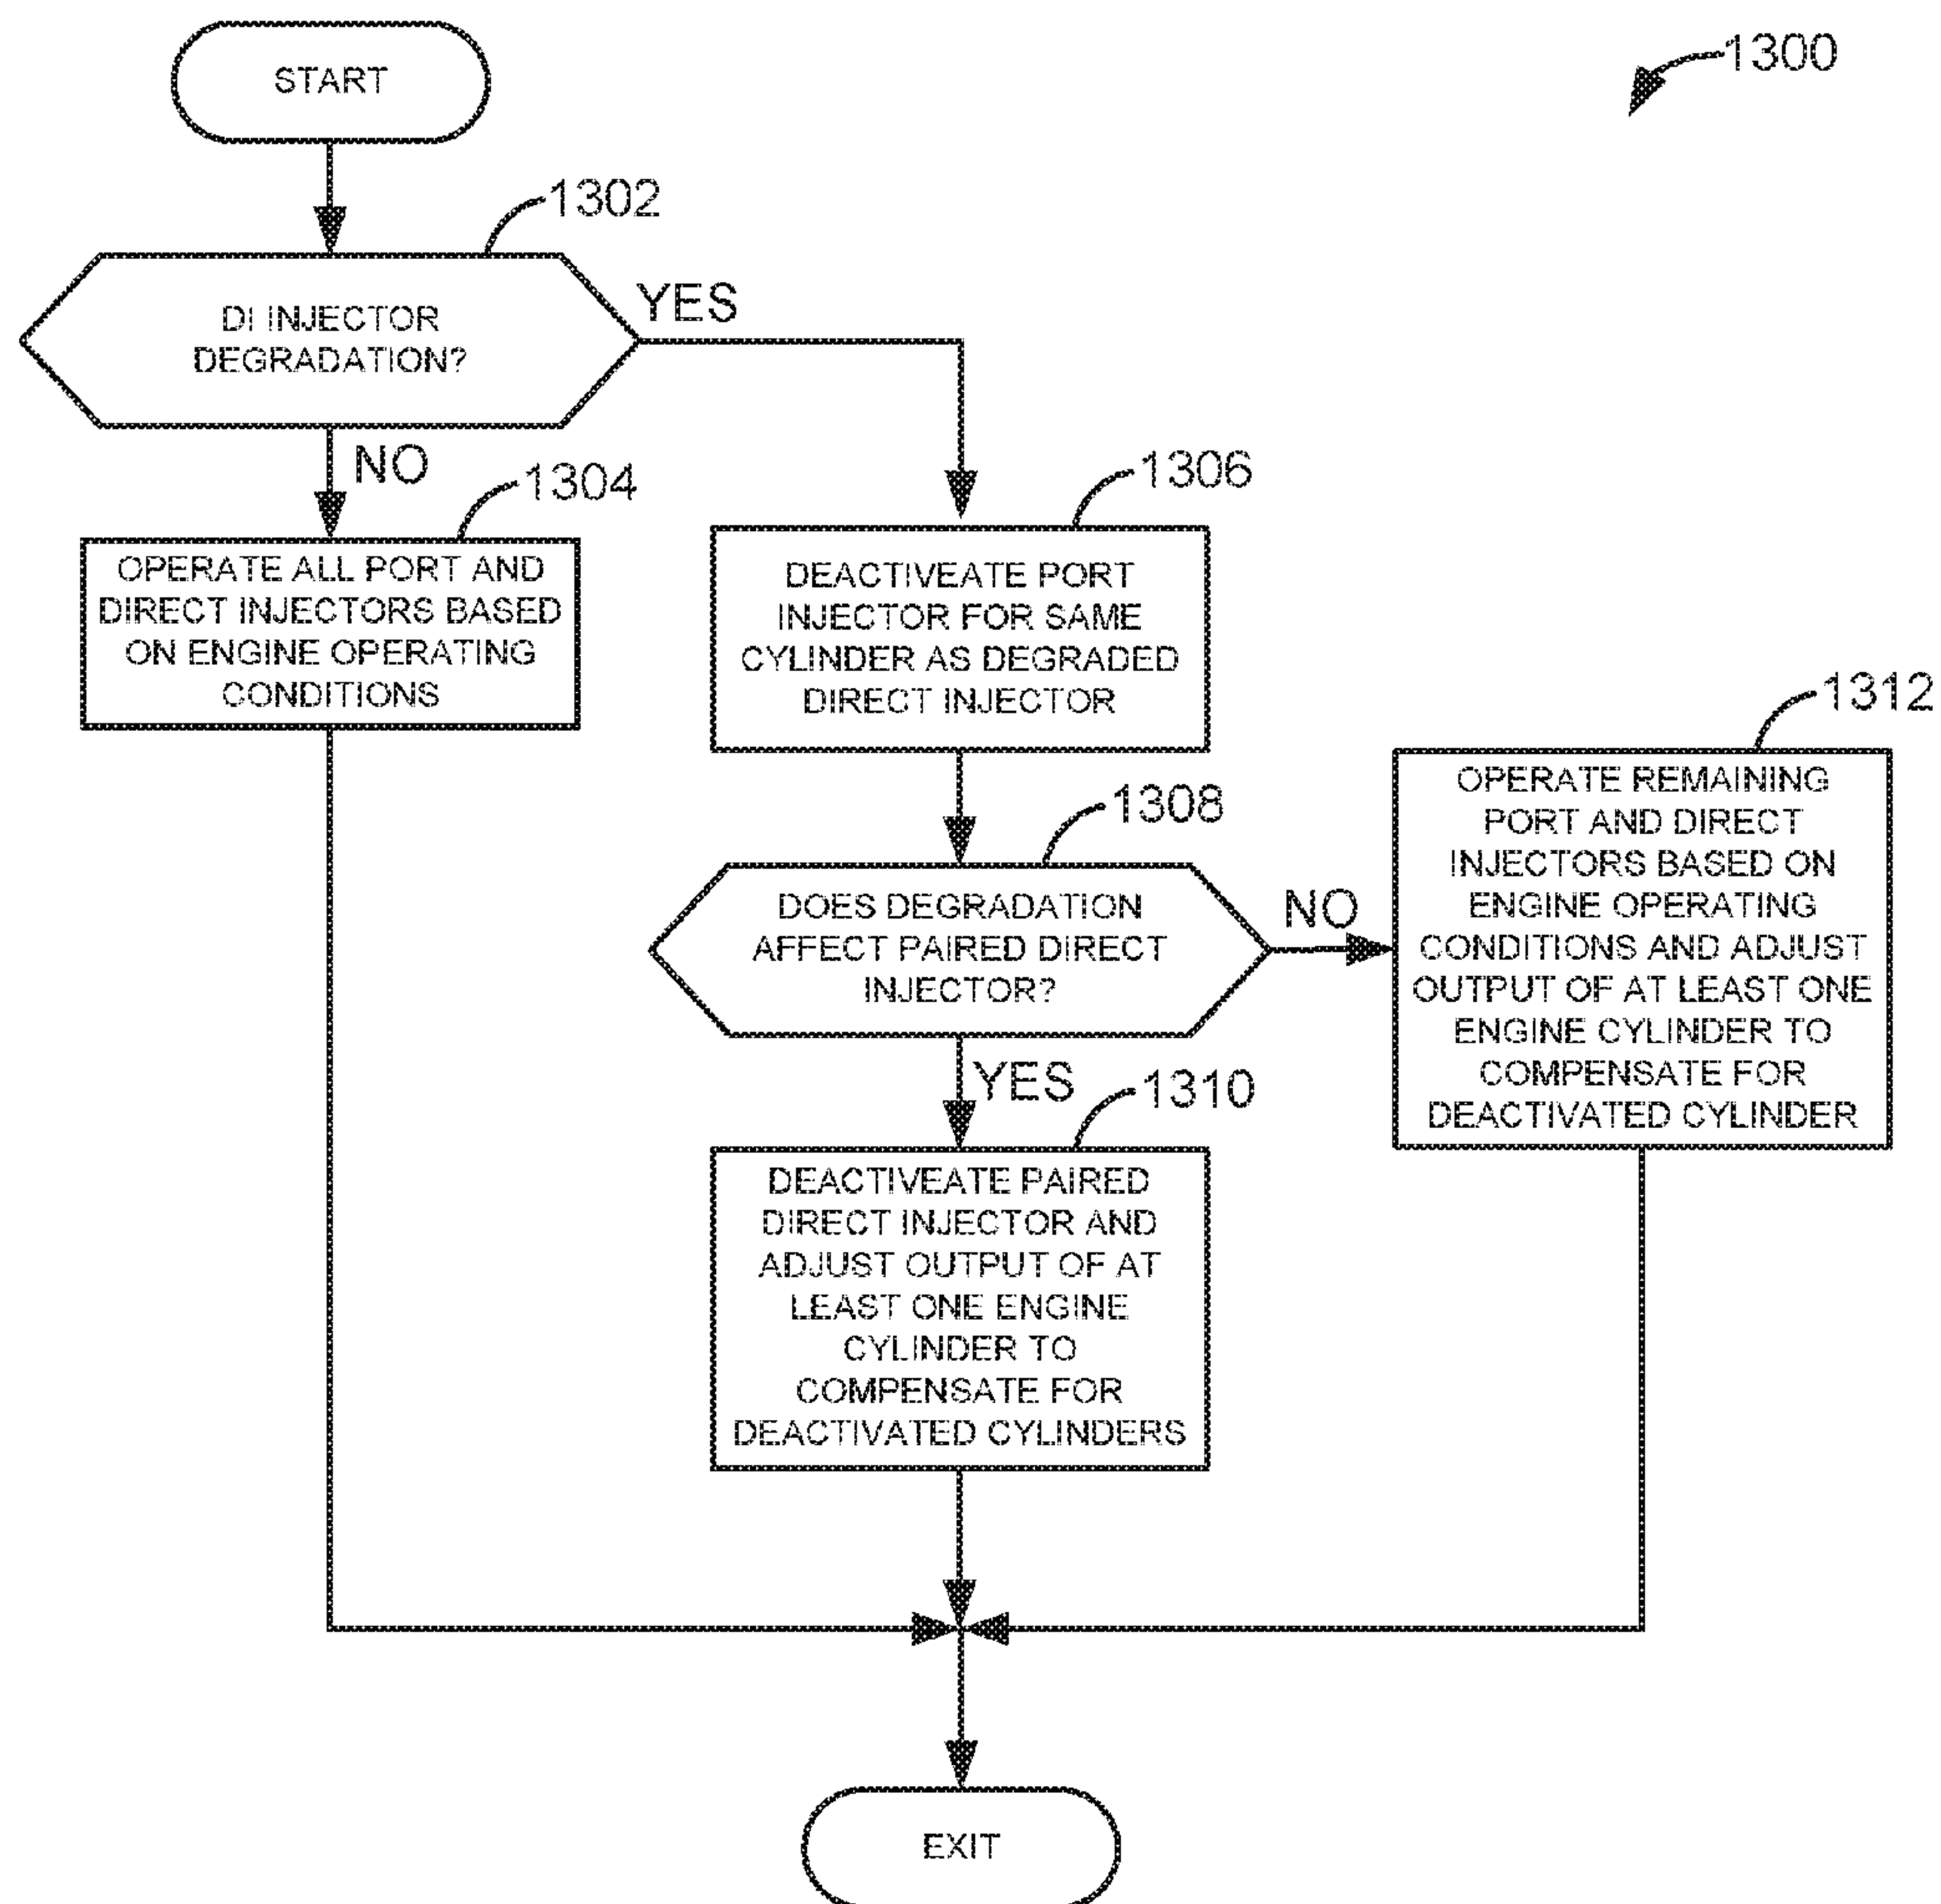 START
1300
1302
DI INJECTOR
DEGRADATION?
YES
NO
1304
OPERATE ALL PORT AND
DIRECT INJECTORS BASED
ON ENGINE OPERATING
CONDITIONS
1306
DEACTIVEATE PORT
INJECTOR FOR SAME
CYLINDER AS DEGRADED
DIRECT INJECTOR
1308
DOES DEGRADATION
AFFECT PAIRED DIRECT
INJECTOR?
NO
YES
1312
OPERATE REMAINING
PORT AND DIRECT
INJECTORS BASED ON
ENGINE OPERATING
CONDITIONS AND ADJUST
OUTPUT OF AT LEAST ONE
ENGINE CYLINDER TO
COMPENSATE FOR
DEACTIVATED CYLINDER
1310
DEACTIVEATE PAIRED
DIRECT INJECTOR AND
ADJUST OUTPUT OF AT
LEAST ONE ENGINE
CYLINDER TO
COMPENSATE FOR
DEACTIVATED CYLINDERS
EXIT